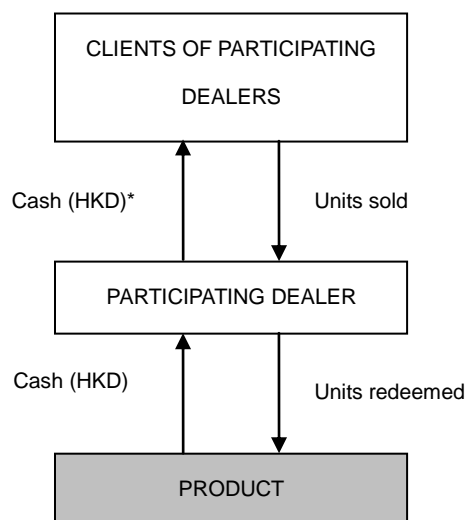 CLIENTS OF PARTICIPATING
DEALERS
Cash (HKD)*
Units sold
PARTICIPATING DEALER
Cash (HKD)
Units redeemed
PRODUCT